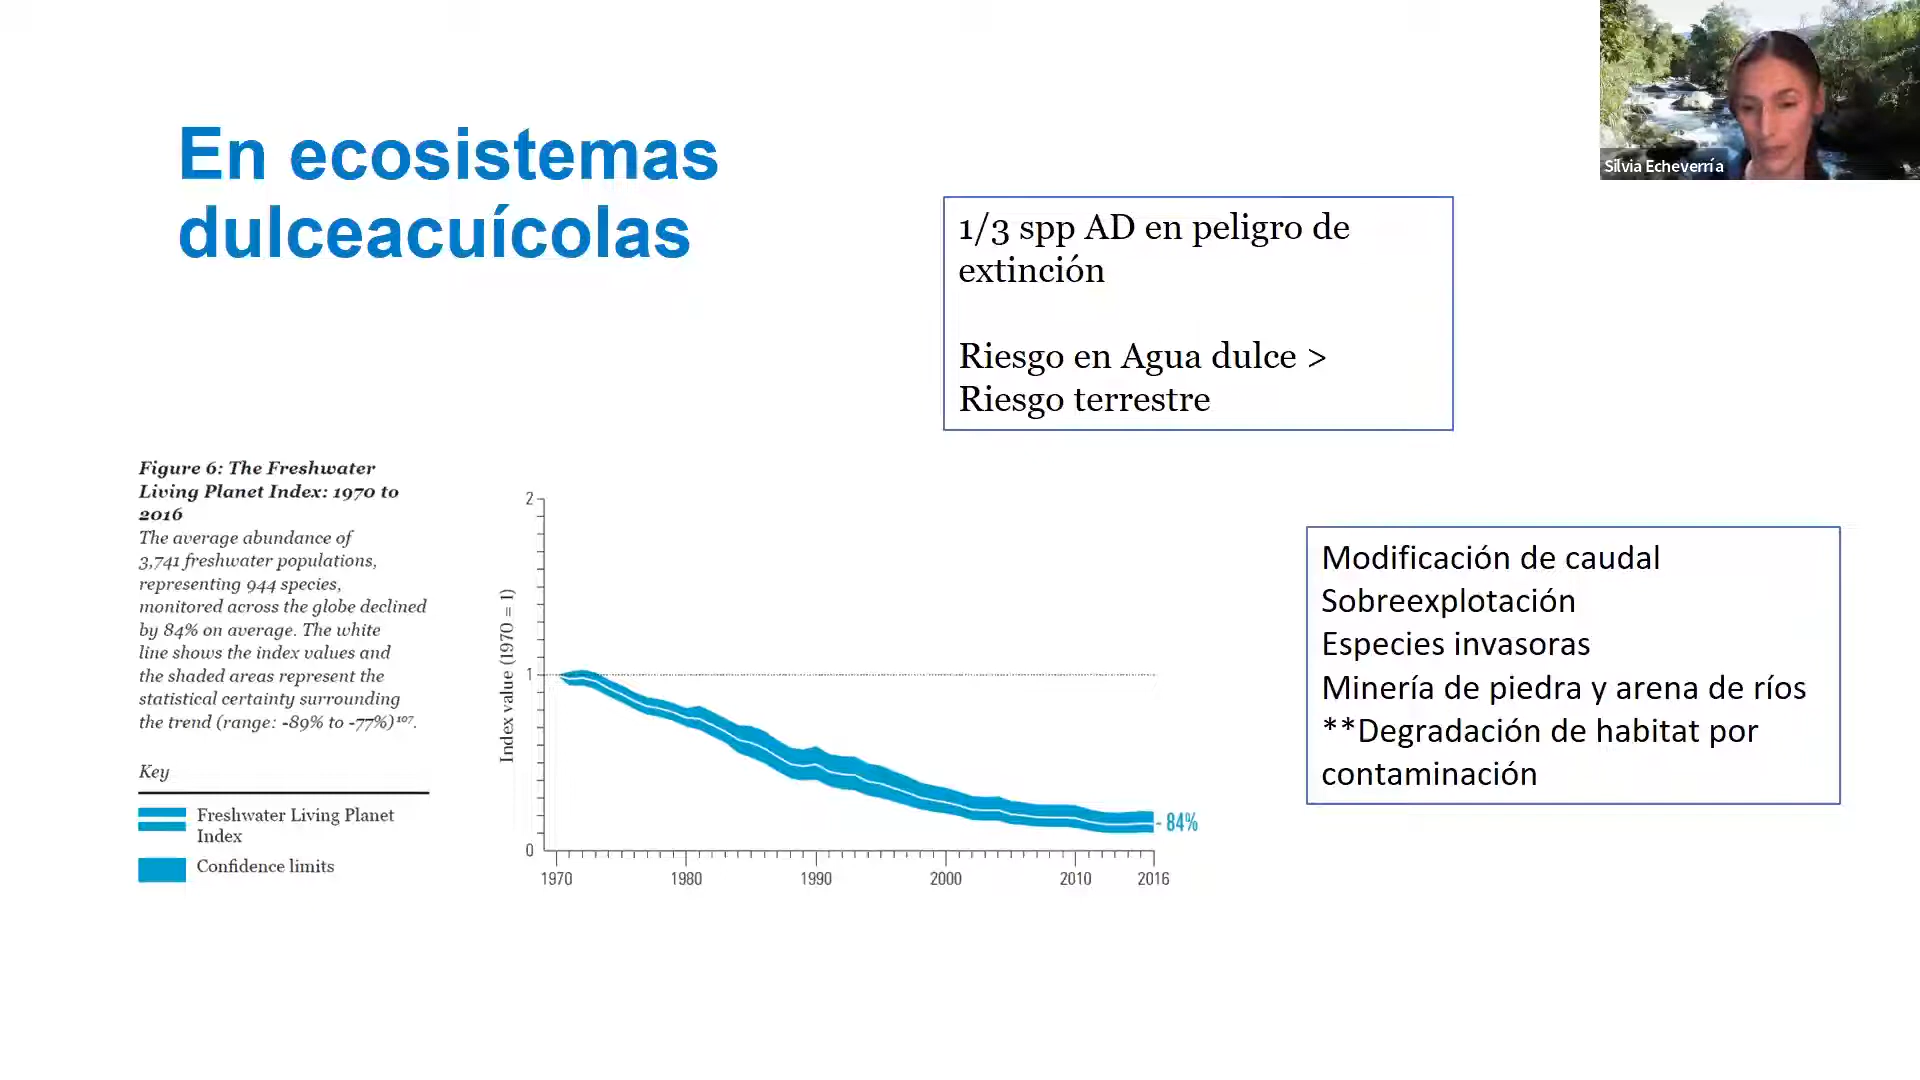 Silvia Echeverría
En ecosistemas
dulceacuícolas
1/3 spp AD en peligro de
extinción
Riesgo en Agua dulce >
Riesgo terrestre
Figure 6: The Freshwater
Living Planet Index: 1970 to
2016
The average abundance of
3,741 freshwater populations,
representing 944 species,
monitored across the globe declined
by 84% on average. The white
line shows the index values and
the shaded areas represent the
statistical certainty surrounding
the trend (range: -89% to -77%)¹⁰⁷.
Key
Freshwater Living Planet
Index
Confidence limits
Index value (1970 = 1)
2
1
0
1970
1980
1990
2000
2010
2016
- 84%
Modificación de caudal
Sobreexplotación
Especies invasoras
Minería de piedra y arena de ríos
**Degradación de habitat por
contaminación